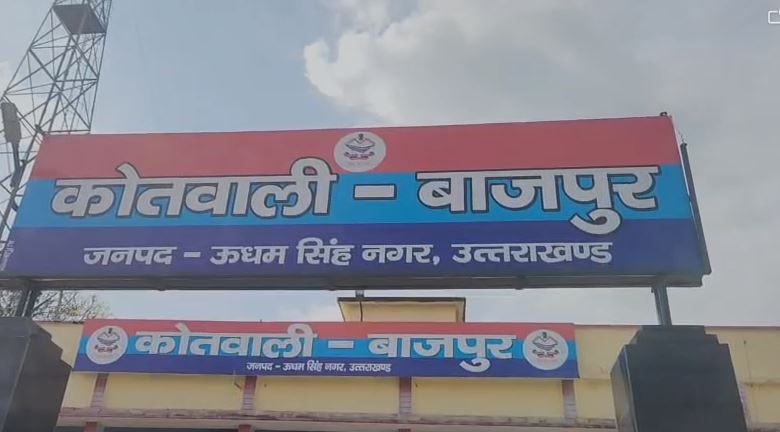 कोतवाली - बाजपुर
जनपद - ऊधम सिंह नगर, उत्तराखण्ड
कोतवाली - बाजपुर
जनपद - ऊधम सिंह नगर, उत्तराखण्ड